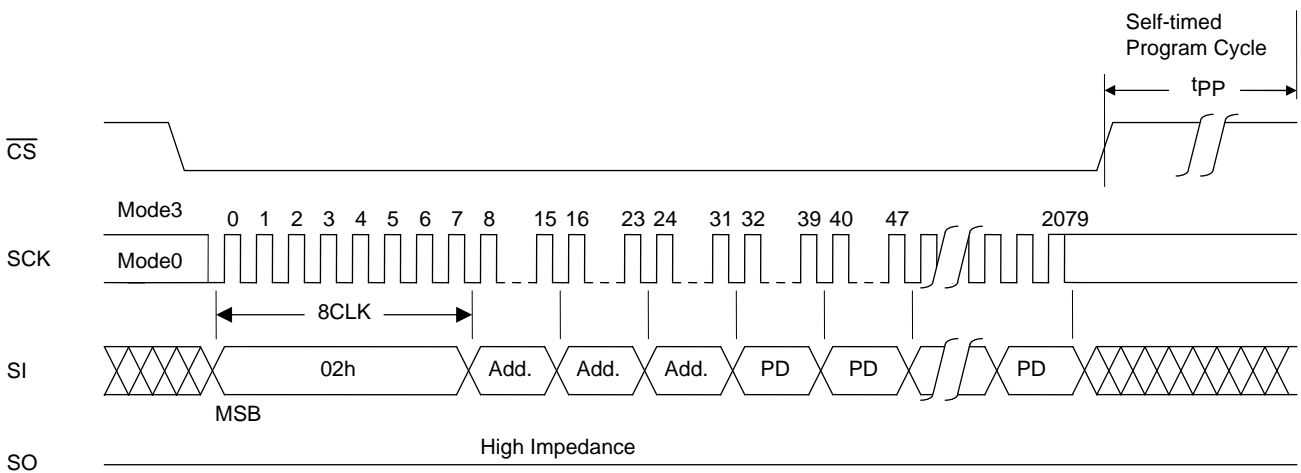 Self-timed
Program Cycle
tPP
CS
Mode3
0 1 2 3 4 5 6 7 8 15 16 23 24 31 32 39 40 47 2079
SCK
Mode0
8CLK
SI
02h Add. Add. Add. PD PD PD
MSB
High Impedance
SO